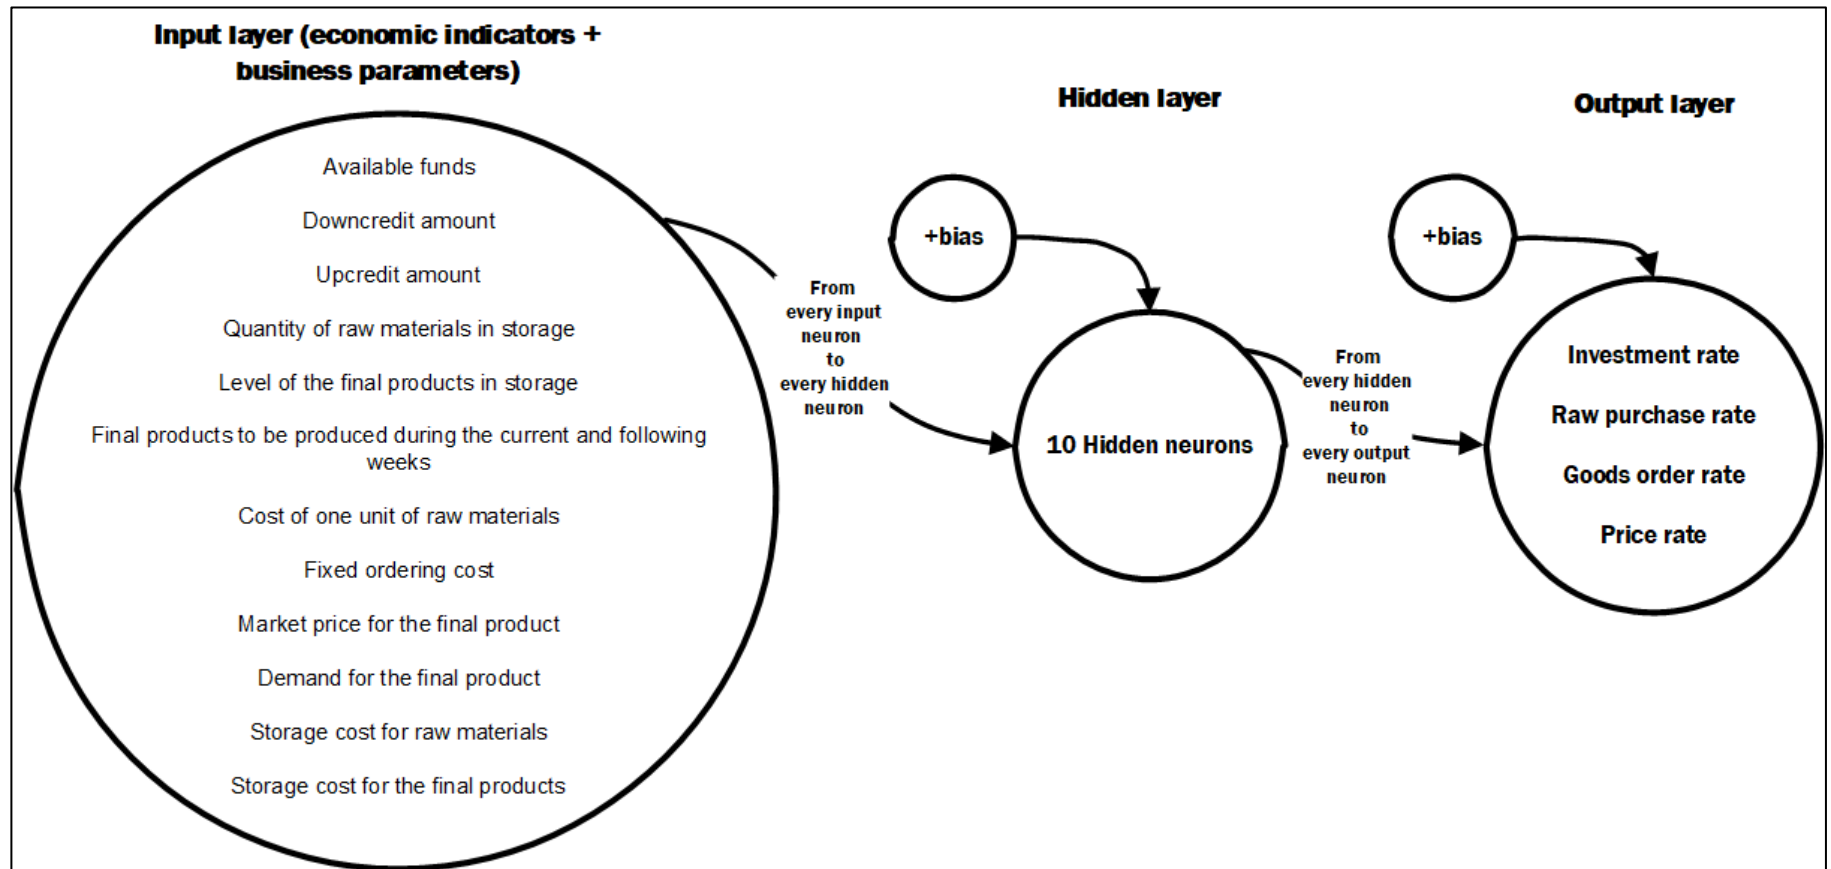 Input layer (economic indicators +
business parameters)
Available funds
Downcredit amount
Upcredit amount
Quantity of raw materials in storage
Level of the final products in storage
Final products to be produced during the current and following
weeks
Cost of one unit of raw materials
Fixed ordering cost
Market price for the final product
Demand for the final product
Storage cost for raw materials
Storage cost for the final products
From
every input
neuron
to
every hidden
neuron
Hidden layer
+bias
10 Hidden neurons
From
every hidden
neuron
to
every output
neuron
Output layer
+bias
Investment rate
Raw purchase rate
Goods order rate
Price rate